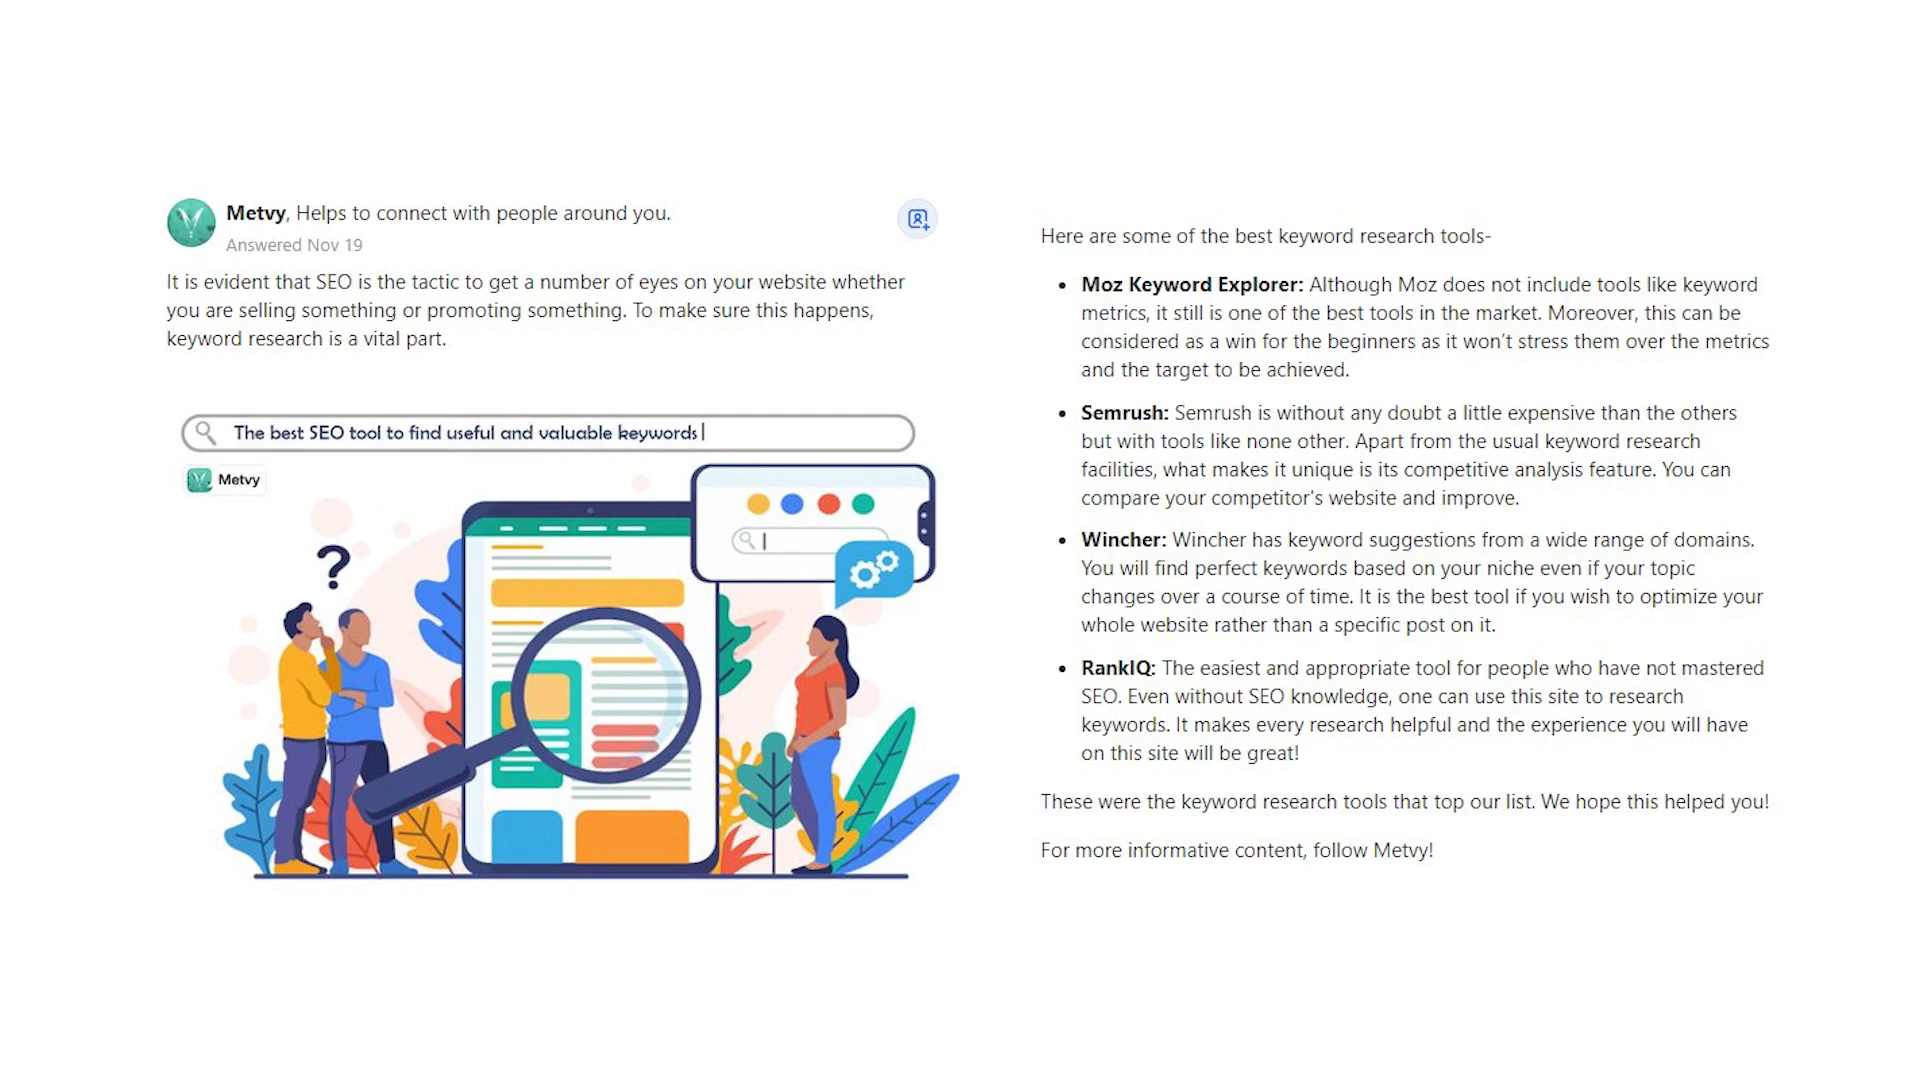 Metvy, Helps to connect with people around you.
Answered Nov 19
It is evident that SEO is the tactic to get a number of eyes on your website whether
you are selling something or promoting something. To make sure this happens,
keyword research is a vital part.
The best SEO tool to find useful and valuable keywords|
Metvy
?
Here are some of the best keyword research tools-
• Moz Keyword Explorer: Although Moz does not include tools like keyword
metrics, it still is one of the best tools in the market. Moreover, this can be
considered as a win for the beginners as it won't stress them over the metrics
and the target to be achieved.
• Semrush: Semrush is without any doubt a little expensive than the others
but with tools like none other. Apart from the usual keyword research
facilities, what makes it unique is its competitive analysis feature. You can
compare your competitor's website and improve.
• Wincher: Wincher has keyword suggestions from a wide range of domains.
You will find perfect keywords based on your niche even if your topic
changes over a course of time. It is the best tool if you wish to optimize your
whole website rather than a specific post on it.
• RankIQ: The easiest and appropriate tool for people who have not mastered
SEO. Even without SEO knowledge, one can use this site to research
keywords. It makes every research helpful and the experience you will have
on this site will be great!
These were the keyword research tools that top our list. We hope this helped you!
For more informative content, follow Metvy!